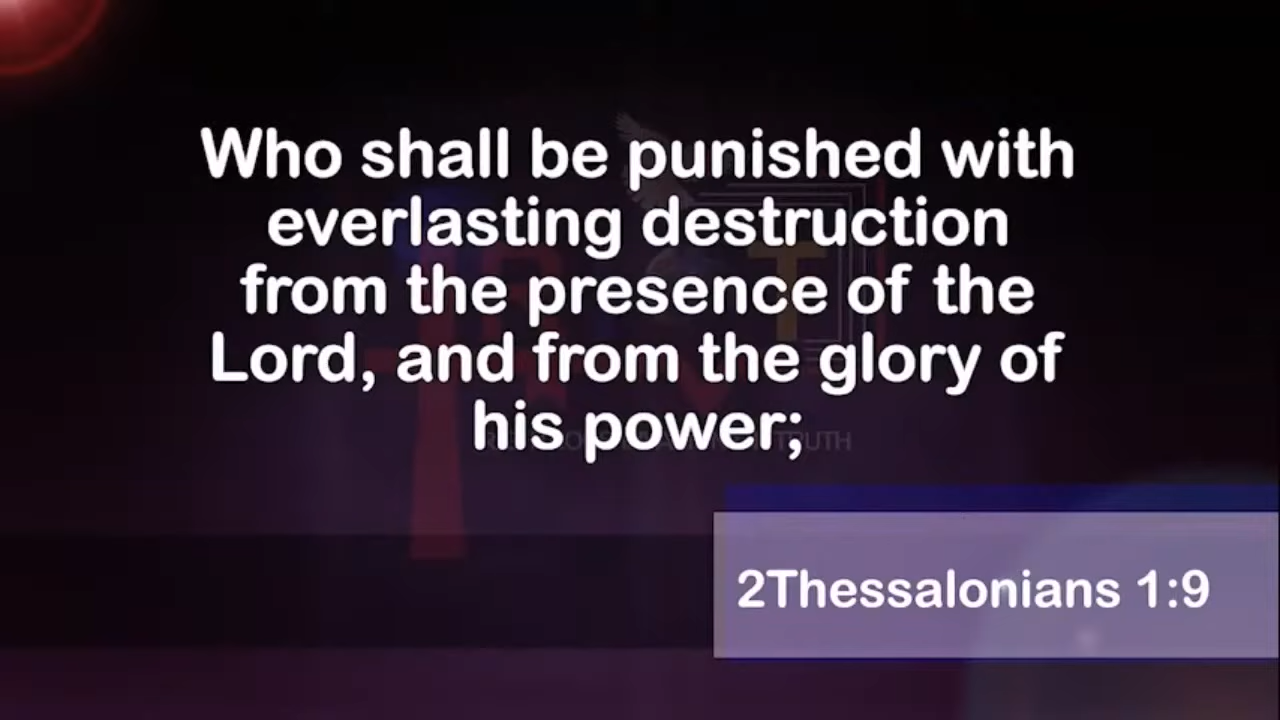 Who shall be punished with
everlasting destruction
from the presence of the
Lord, and from the glory of
his power;
T
TRUTH
2Thessalonians 1:9